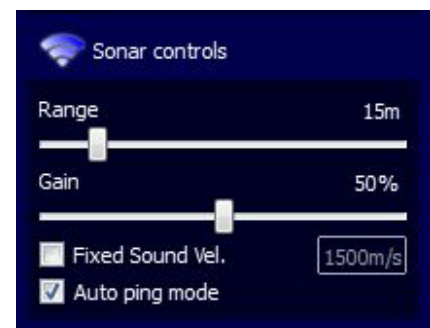 Sonar controls
Range 15m
Gain 50%
Fixed Sound Vel. 1500m/s
Auto ping mode